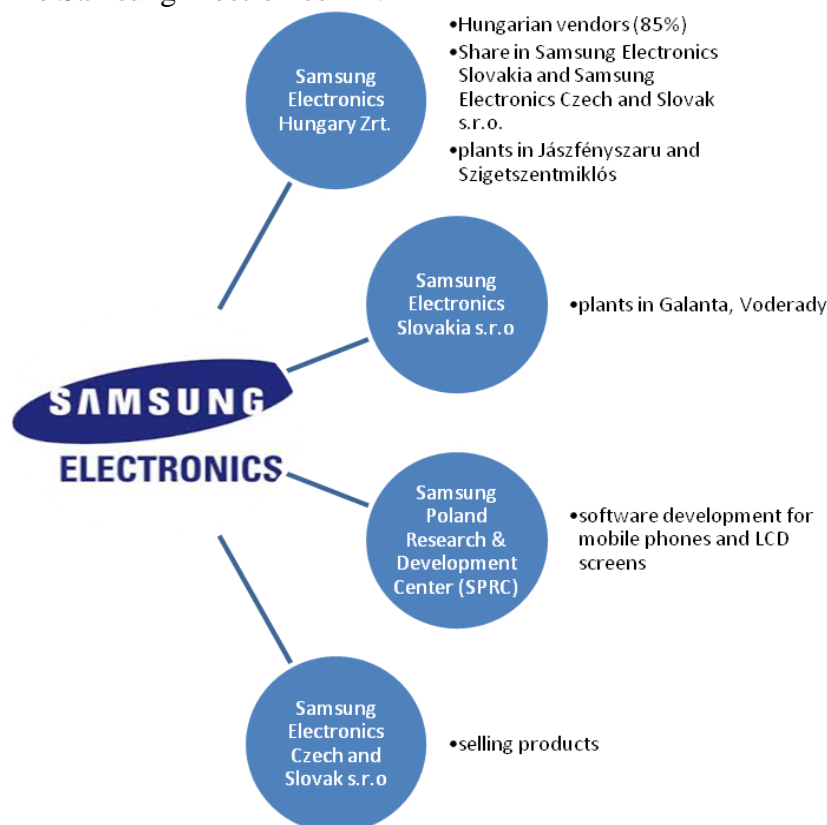 Samsung
Electronics
Hungary Zrt.
•Hungarian vendors (85%)
•Share in Samsung Electronics
Slovakia and Samsung
Electronics Czech and Slovak
s.r.o.
•plants in Jászfényszaru and
Szigetszentmiklós
Samsung
Electronics
Slovakia s.r.o
•plants in Galanta, Voderady
SAMSUNG
ELECTRONICS
Samsung
Poland
Research &
Development
Center (SPRC)
•software development for
mobile phones and LCD
screens
Samsung
Electronics
Czech and
Slovak s.r.o
•selling products